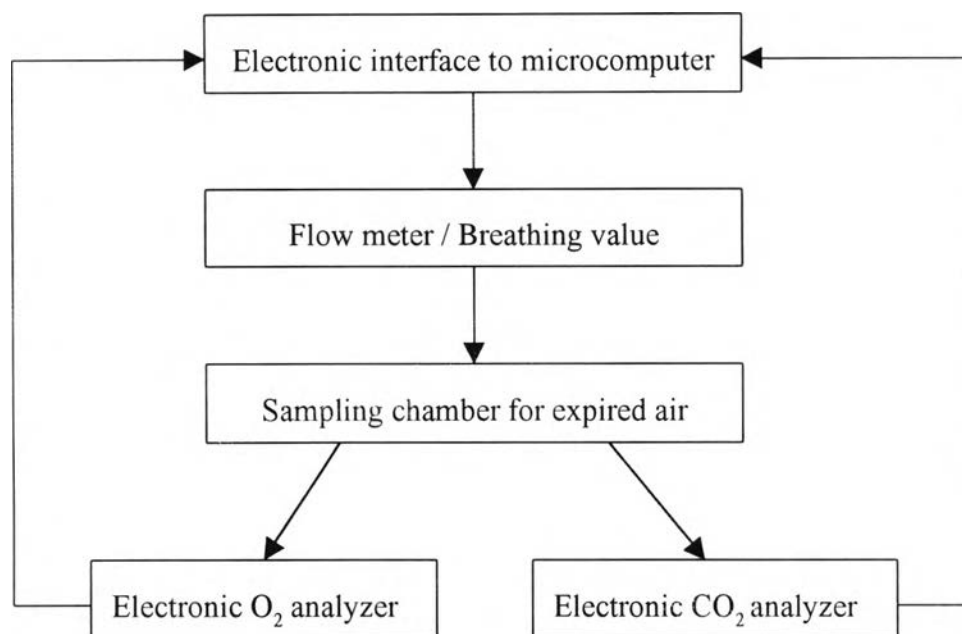 Electronic interface to microcomputer
Flow meter / Breathing value
Sampling chamber for expired air
Electronic O₂ analyzer
Electronic CO₂ analyzer